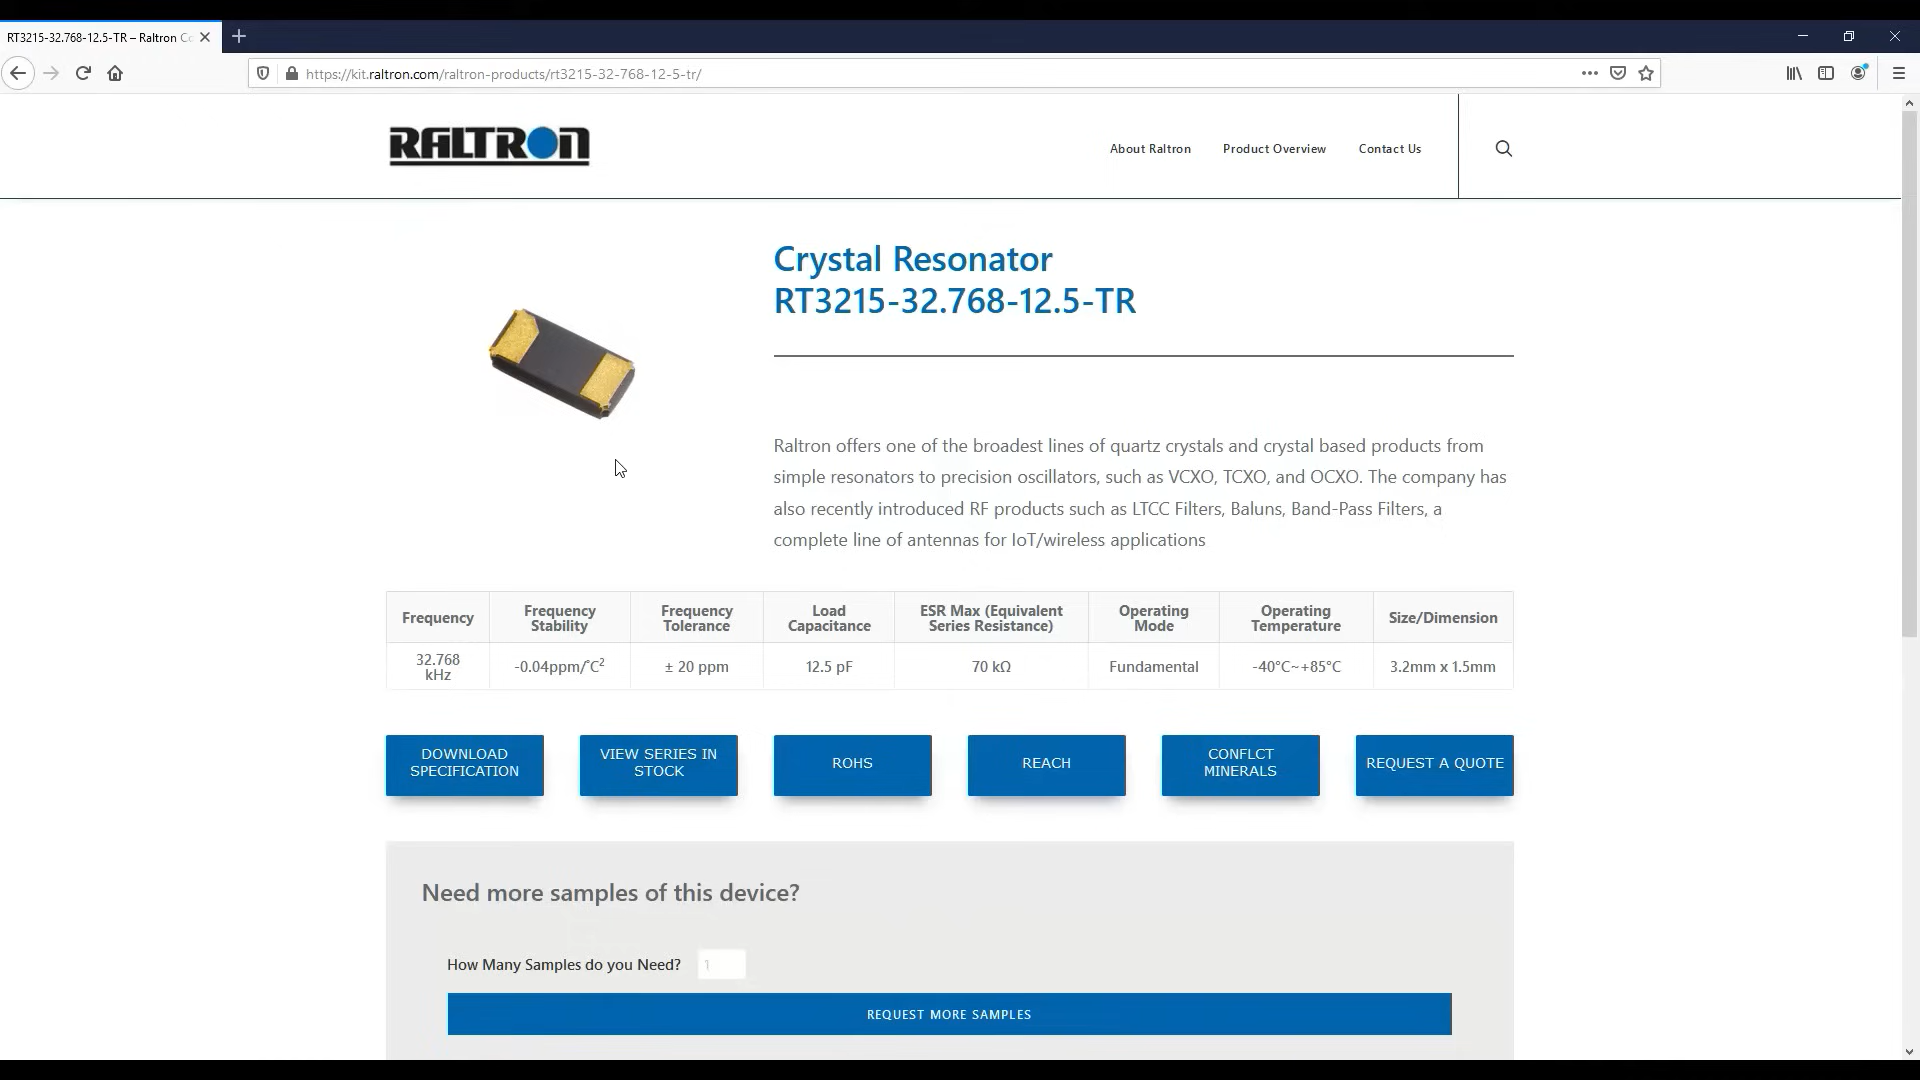 RT3215-32.768-12.5-TR – Raltron Co
https://kit.raltron.com/raltron-products/rt3215-32-768-12-5-tr/
RALTRON
About Raltron
Product Overview
Contact Us
Crystal Resonator
RT3215-32.768-12.5-TR
Raltron offers one of the broadest lines of quartz crystals and crystal based products from
simple resonators to precision oscillators, such as VCXO, TCXO, and OCXO. The company has
also recently introduced RF products such as LTCC Filters, Baluns, Band-Pass Filters, a
complete line of antennas for IoT/wireless applications
Frequency
Frequency
Stability
Frequency
Tolerance
Load
Capacitance
ESR Max (Equivalent
Series Resistance)
Operating
Mode
Operating
Temperature
Size/Dimension
32.768
kHz
-0.04ppm/°C²
± 20 ppm
12.5 pF
70 kΩ
Fundamental
-40°C~+85°C
3.2mm x 1.5mm
DOWNLOAD
SPECIFICATION
VIEW SERIES IN
STOCK
ROHS
REACH
CONFLCT
MINERALS
REQUEST A QUOTE
Need more samples of this device?
How Many Samples do you Need?
1
REQUEST MORE SAMPLES